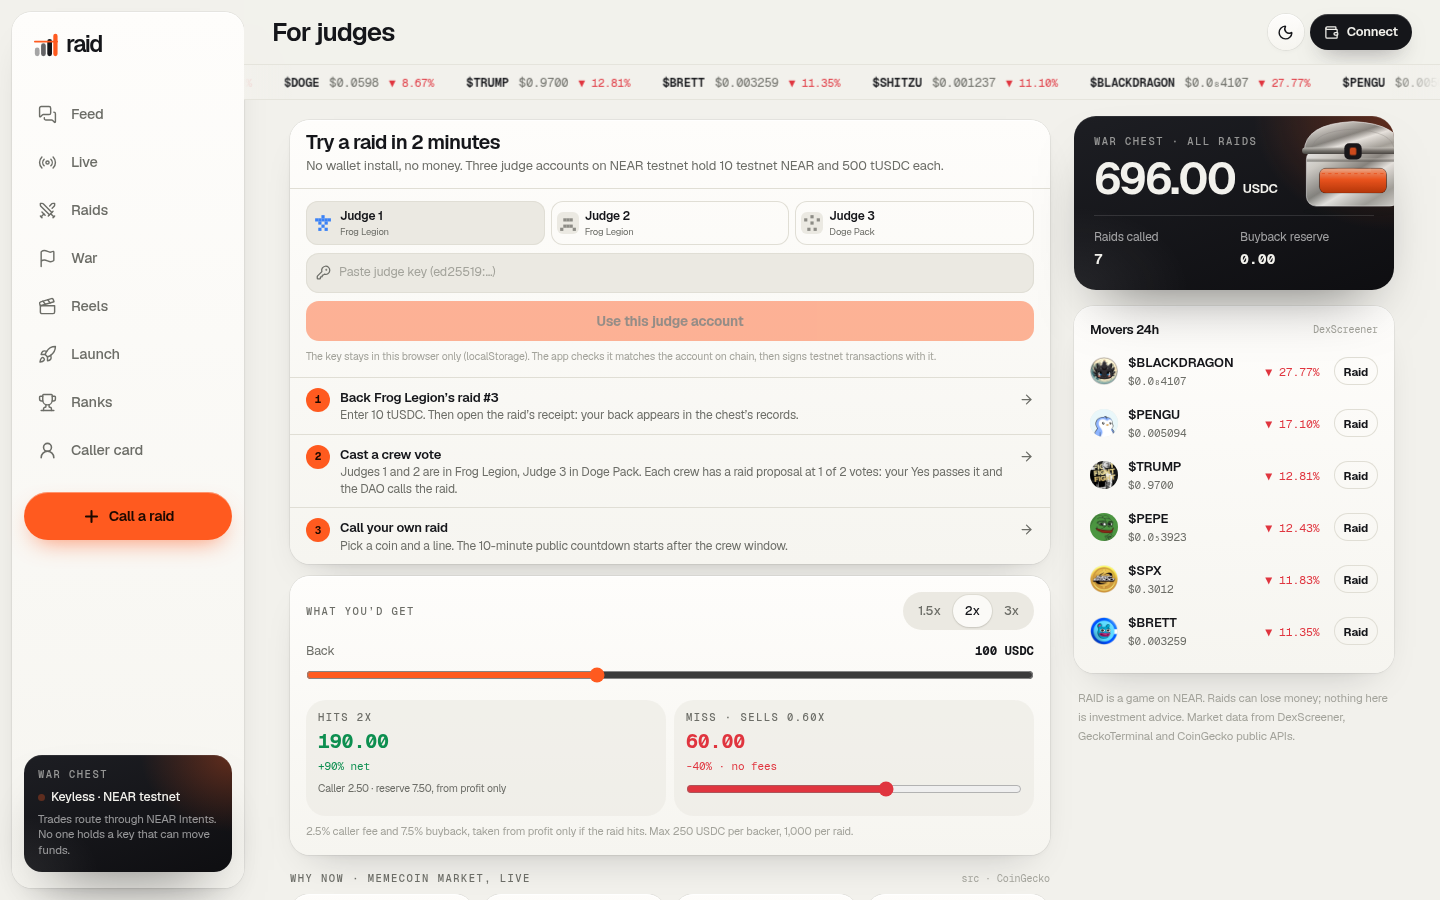 raid
Feed
Live
Raids
War
Reels
Launch
Ranks
Caller card
Call a raid
WAR CHEST
Keyless · NEAR testnet
Trades route through NEAR Intents.
No one holds a key that can move
funds.
For judges
Connect
$DOGE $0.0598 ▼ 8.67%
$TRUMP $0.9700 ▼ 12.81%
$BRETT $0.003259 ▼ 11.35%
$SHITZU $0.001237 ▼ 11.10%
$BLACKDRAGON $0.0₈4107 ▼ 27.77%
$PENGU $0.005
Try a raid in 2 minutes
No wallet install, no money. Three judge accounts on NEAR testnet hold 10 testnet NEAR and 500 tUSDC each.
Judge 1
Frog Legion
Judge 2
Frog Legion
Judge 3
Doge Pack
Paste judge key (ed25519:...)
Use this judge account
The key stays in this browser only (localStorage). The app checks it matches the account on chain, then signs testnet transactions with it.
1 Back Frog Legion's raid #3
Enter 10 tUSDC. Then open the raid's receipt: your back appears in the chest's records.
2 Cast a crew vote
Judges 1 and 2 are in Frog Legion, Judge 3 in Doge Pack. Each crew has a raid proposal at 1 of 2 votes: your Yes passes it and
the DAO calls the raid.
3 Call your own raid
Pick a coin and a line. The 10-minute public countdown starts after the crew window.
WHAT YOU'D GET
1.5x 2x 3x
Back 100 USDC
HITS 2X
190.00
+90% net
Caller 2.50 · reserve 7.50, from profit only
MISS · SELLS 0.60X
60.00
-40% · no fees
2.5% caller fee and 7.5% buyback, taken from profit only if the raid hits. Max 250 USDC per backer, 1,000 per raid.
WHY NOW · MEMECOIN MARKET, LIVE
src · CoinGecko
WAR CHEST · ALL RAIDS
696.00 USDC
Raids called
7
Buyback reserve
0.00
Movers 24h
DexScreener
$BLACKDRAGON
$0.0₈4107
▼ 27.77%
Raid
$PENGU
$0.005094
▼ 17.10%
Raid
$TRUMP
$0.9700
▼ 12.81%
Raid
$PEPE
$0.0₅3923
▼ 12.43%
Raid
$SPX
$0.3012
▼ 11.83%
Raid
$BRETT
$0.003259
▼ 11.35%
Raid
RAID is a game on NEAR. Raids can lose money; nothing here
is investment advice. Market data from DexScreener,
GeckoTerminal and CoinGecko public APIs.